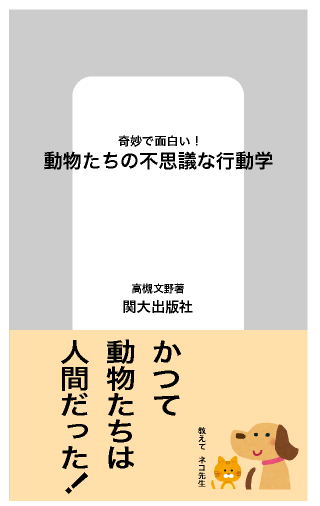 奇妙で面白い！
動物たちの不思議な行動学
高槻文野著
関大出版社
かつて
動物たちは
人間だった！
教えて ネコ先生